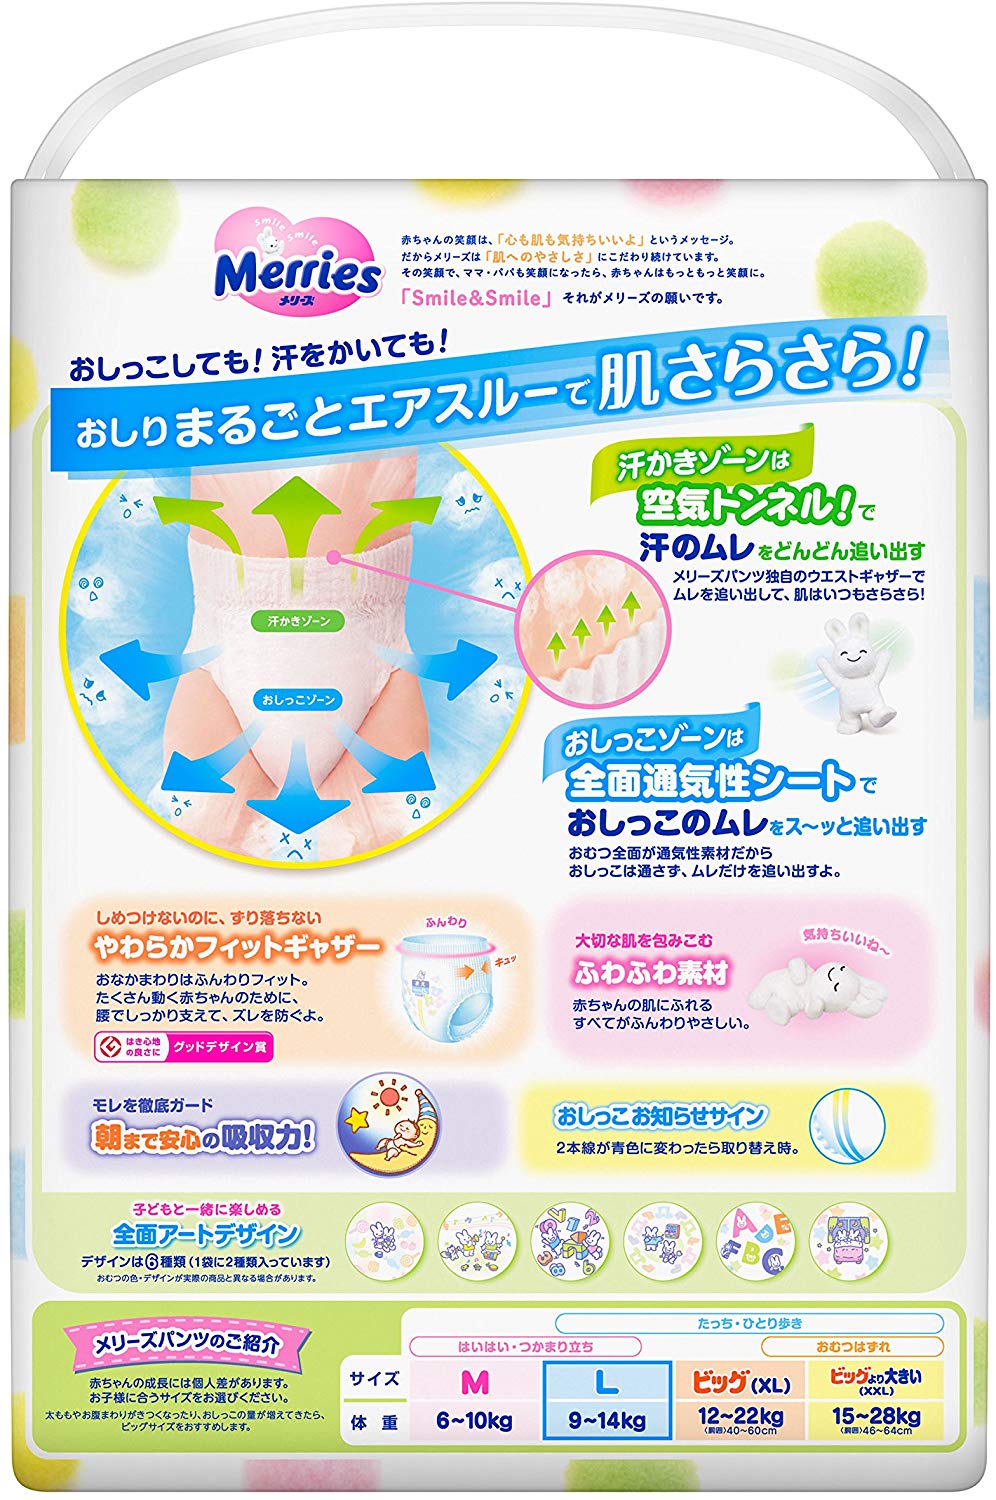 Smile Smile
Merries
メリーズ
赤ちゃんの笑顔は、「心も肌も気持ちいいよ」というメッセージ。
だからメリーズは「肌へのやさしさ」にこだわり続けています。
その笑顔で、ママ・パパも笑顔になったら、赤ちゃんはもっともっと笑顔に。
「Smile&Smile」それがメリーズの願いです。
おしっこしても!汗をかいても!
おしりまるごとエアスルーで肌さらさら!
汗かきゾーンは
空気トンネル!で
汗のムレをどんどん追い出す
メリーズパンツ独自のウエストギャザーで
ムレを追い出して、肌はいつもさらさら!
汗かきゾーン
おしっこゾーン
おしっこゾーンは
全面通気性シートで
おしっこのムレをス〜ッと追い出す
おむつ全面が通気性素材だから
おしっこは通さず、ムレだけを追い出すよ。
しめつけないのに、ずり落ちない
やわらかフィットギャザー
おなかまわりはふんわりフィット。
たくさん動く赤ちゃんのために、
腰でしっかり支えて、ズレを防ぐよ。
はき心地
の良さに
グッドデザイン賞
ふんわり
キュッ
大切な肌を包みこむ
ふわふわ素材
赤ちゃんの肌にふれる
すべてがふんわりやさしい。
気持ちいいね〜
モレを徹底ガード
朝まで安心の吸収力!
おしっこお知らせサイン
2本線が青色に変わったら取り替え時。
子どもと一緒に楽しめる
全面アートデザイン
デザインは6種類(1袋に2種類入っています)
おむつの色・デザインが実際の商品と異なる場合があります。
メリーズパンツのご紹介
赤ちゃんの成長には個人差があります。
お子様に合うサイズをお選びください。
太ももやお腹まわりがきつくなったり、おしっこの量が増えてきたら、
ビッグサイズをおすすめします。
たっち・ひとり歩き
はいはい・つかまり立ち
おむつはずれ
サイズ M L ビッグ(XL) ビッグより大きい(XXL)
体重 6〜10kg 9〜14kg 12〜22kg 15〜28kg
(胴囲)40〜60cm (胴囲)46〜64cm